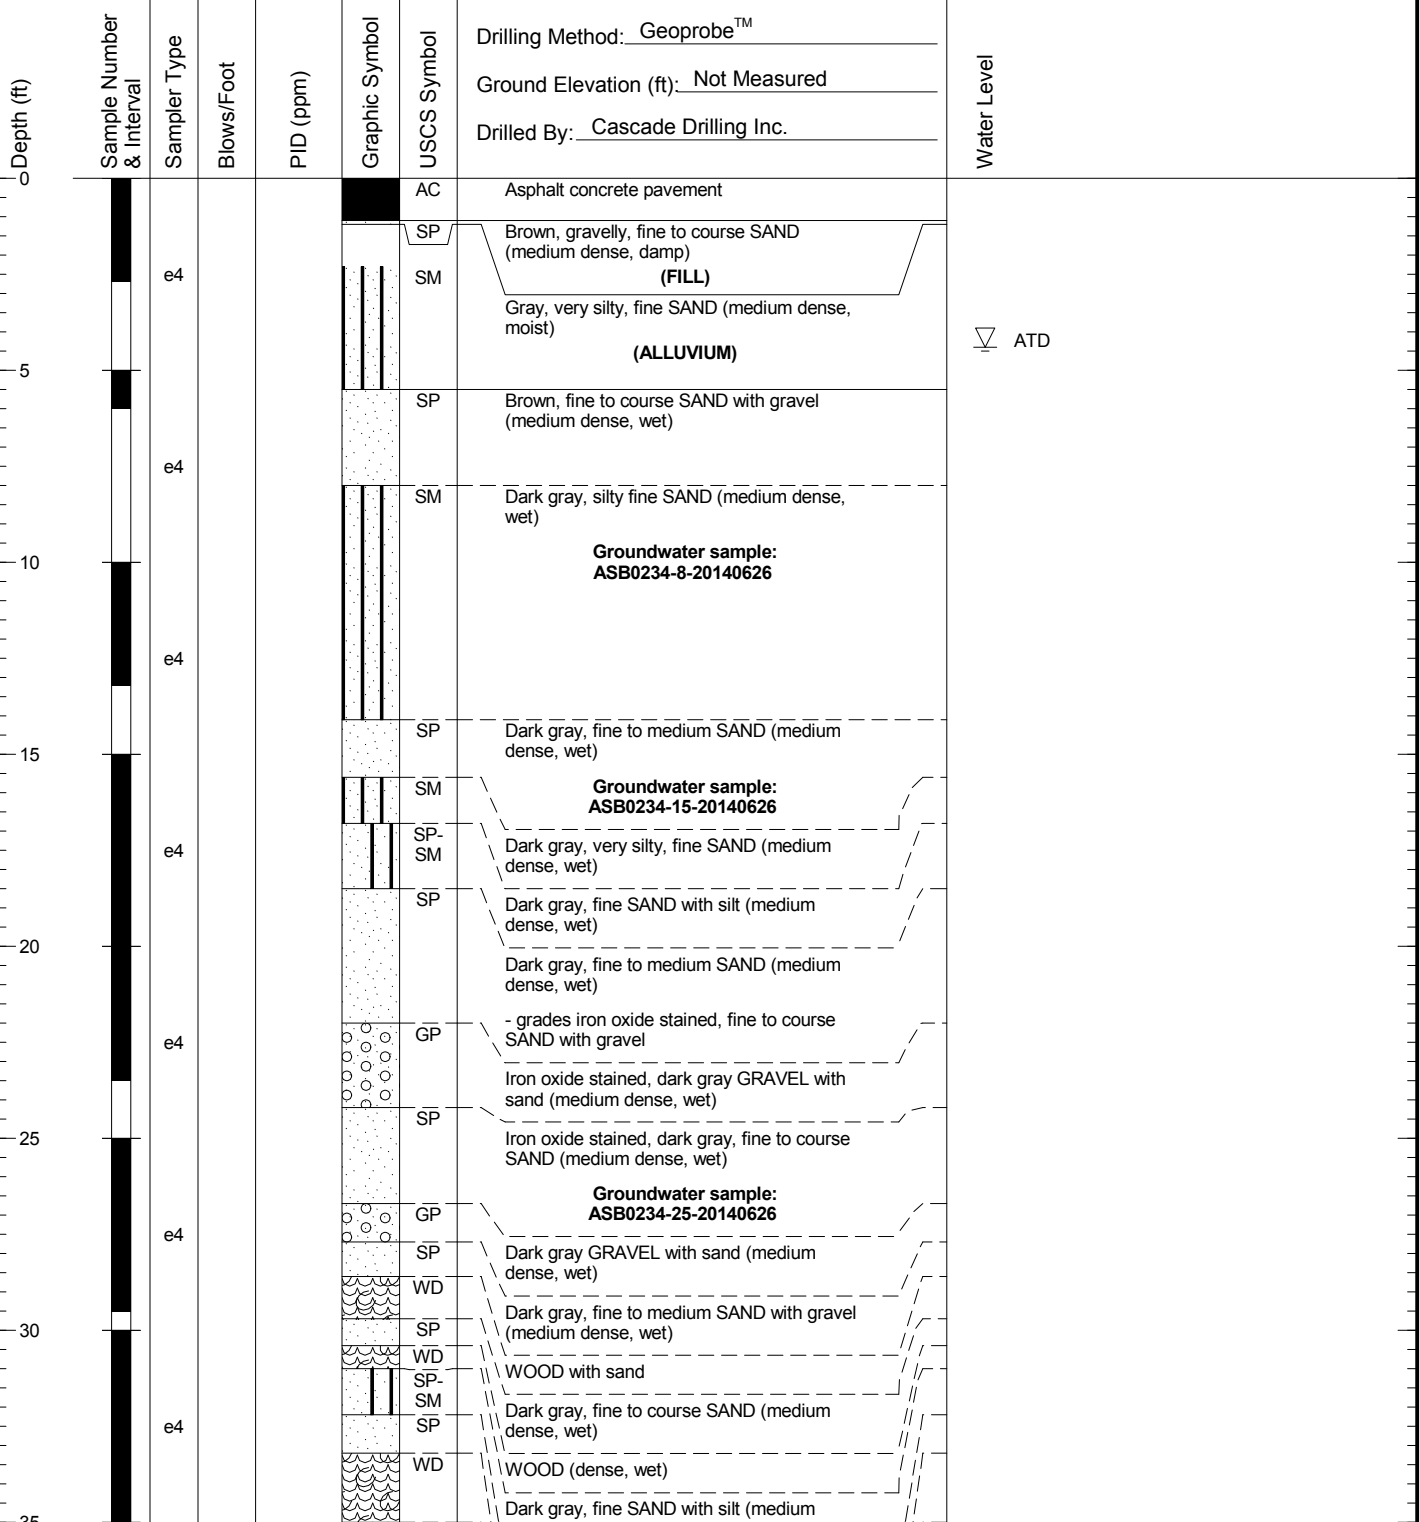 Depth (ft)
Sample Number
& Interval
Sampler Type
Blows/Foot
PID (ppm)
Graphic Symbol
USCS Symbol
Drilling Method: Geoprobe™
Ground Elevation (ft): Not Measured
Drilled By: Cascade Drilling Inc.
Water Level
0
AC Asphalt concrete pavement
SP Brown, gravelly, fine to course SAND
(medium dense, damp)
e4 SM (FILL)
Gray, very silty, fine SAND (medium dense,
moist)
ATD
(ALLUVIUM)
5
SP Brown, fine to course SAND with gravel
(medium dense, wet)
e4
SM Dark gray, silty fine SAND (medium dense,
wet)
Groundwater sample:
10
ASB0234-8-20140626
e4
SP Dark gray, fine to medium SAND (medium
dense, wet)
15
SM Groundwater sample:
ASB0234-15-20140626
SP-
e4 SM Dark gray, very silty, fine SAND (medium
dense, wet)
SP Dark gray, fine SAND with silt (medium
dense, wet)
20
Dark gray, fine to medium SAND (medium
dense, wet)
- grades iron oxide stained, fine to course
e4 GP SAND with gravel
Iron oxide stained, dark gray GRAVEL with
sand (medium dense, wet)
SP
25 Iron oxide stained, dark gray, fine to course
SAND (medium dense, wet)
Groundwater sample:
GP ASB0234-25-20140626
e4
SP Dark gray GRAVEL with sand (medium
dense, wet)
WD
Dark gray, fine to medium SAND with gravel
30 SP (medium dense, wet)
WD
WOOD with sand
SP-
SM Dark gray, fine to course SAND (medium
e4 SP dense, wet)
WD WOOD (dense, wet)
Dark gray, fine SAND with silt (medium
35